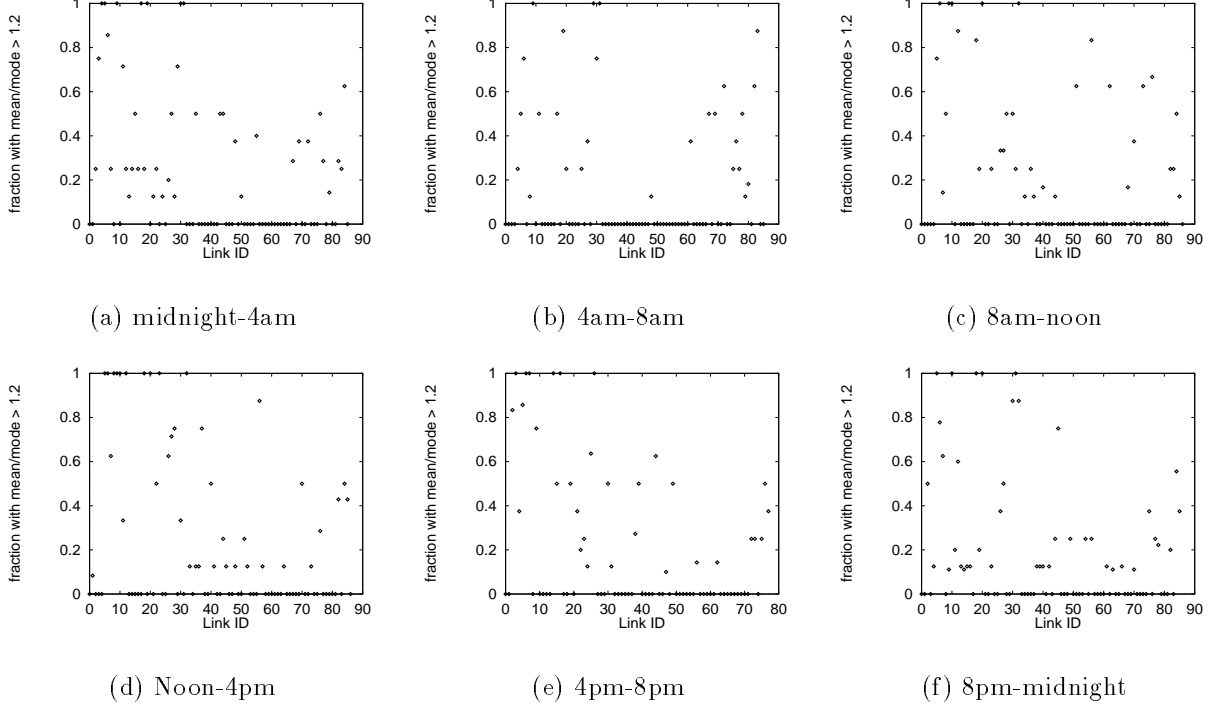 fraction with mean/mode > 1.2
1
0.8
0.6
0.4
0.2
0
0 10 20 30 40 50 60 70 80 90
Link ID
(a) midnight-4am
fraction with mean/mode > 1.2
1
0.8
0.6
0.4
0.2
0
0 10 20 30 40 50 60 70 80 90
Link ID
(b) 4am-8am
fraction with mean/mode > 1.2
1
0.8
0.6
0.4
0.2
0
0 10 20 30 40 50 60 70 80 90
Link ID
(c) 8am-noon
fraction with mean/mode > 1.2
1
0.8
0.6
0.4
0.2
0
0 10 20 30 40 50 60 70 80 90
Link ID
(d) Noon-4pm
fraction with mean/mode > 1.2
1
0.8
0.6
0.4
0.2
0
0 10 20 30 40 50 60 70 80
Link ID
(e) 4pm-8pm
fraction with mean/mode > 1.2
1
0.8
0.6
0.4
0.2
0
0 10 20 30 40 50 60 70 80 90
Link ID
(f) 8pm-midnight